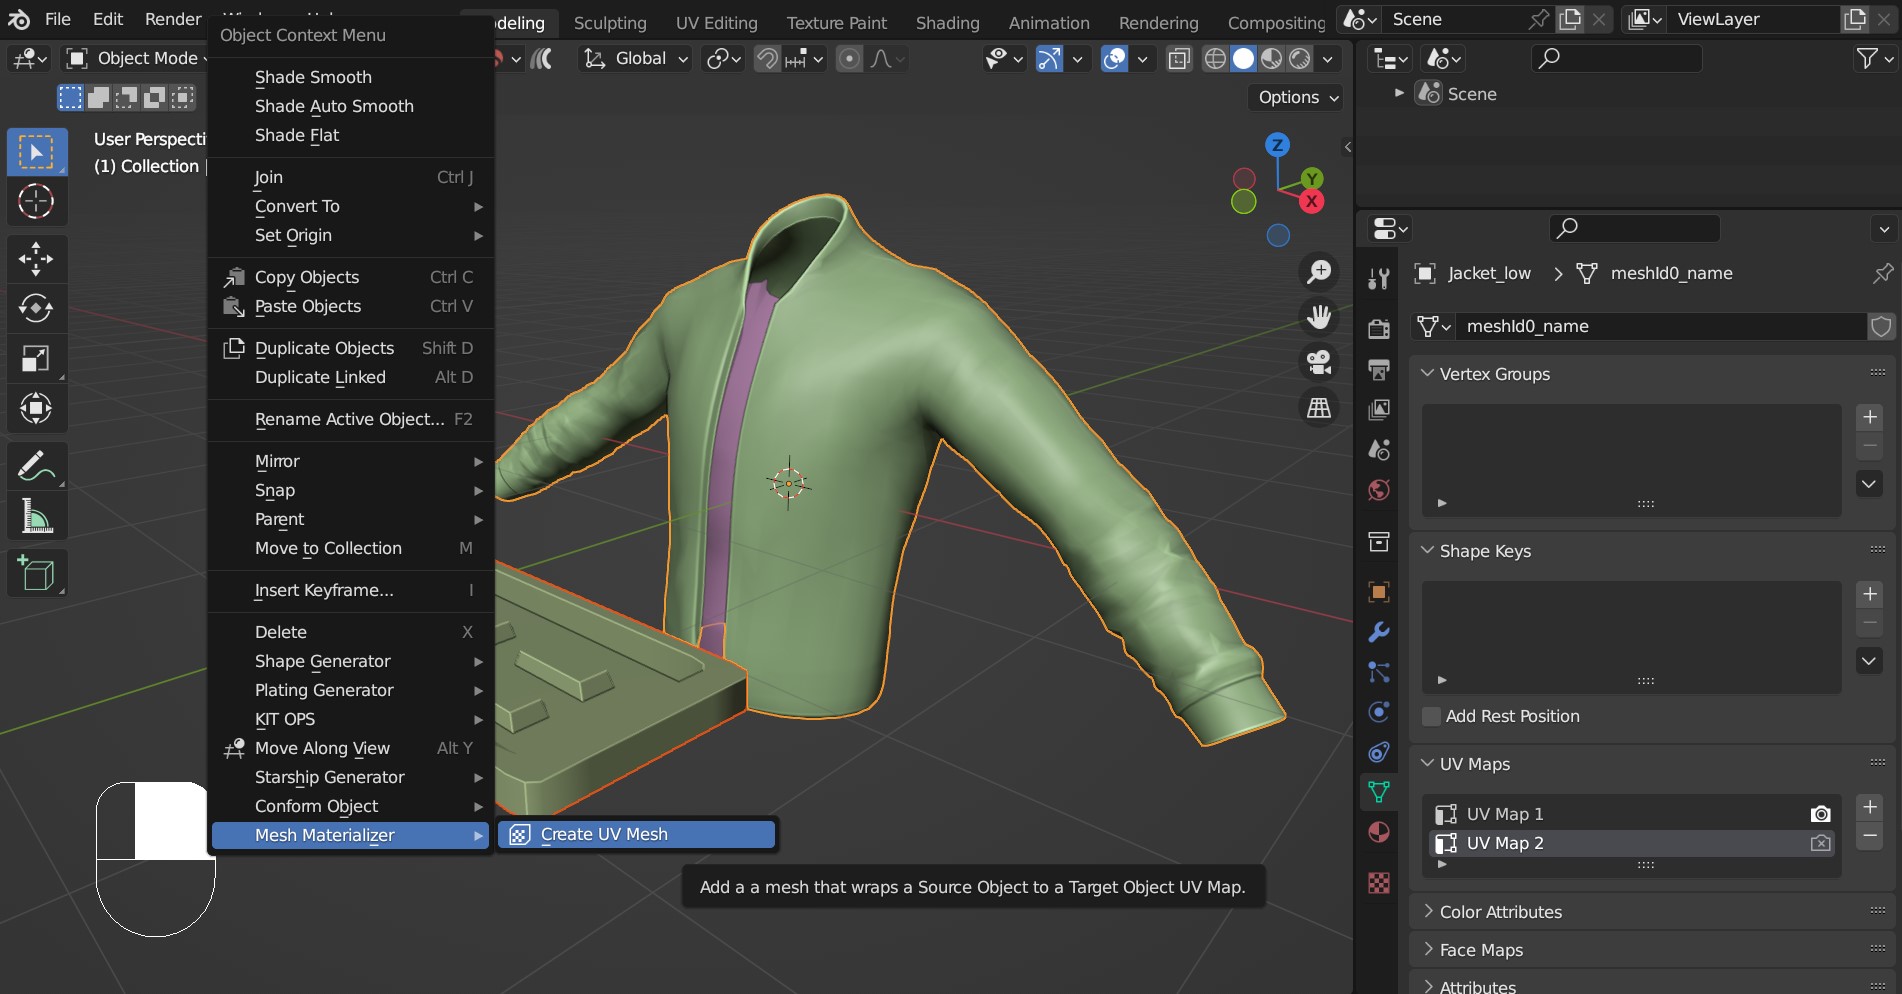 File Edit Render
deling Sculpting UV Editing Texture Paint Shading Animation Rendering Compositing
Scene
ViewLayer
Object Mode
Global
Options
User Perspecti
(1) Collection |
Object Context Menu
Shade Smooth
Shade Auto Smooth
Shade Flat
Join Ctrl J
Convert To
Set Origin
Copy Objects Ctrl C
Paste Objects Ctrl V
Duplicate Objects Shift D
Duplicate Linked Alt D
Rename Active Object... F2
Mirror
Snap
Parent
Move to Collection M
Insert Keyframe... I
Delete X
Shape Generator
Plating Generator
KIT OPS
Move Along View Alt Y
Starship Generator
Conform Object
Mesh Materializer
Create UV Mesh
Add a a mesh that wraps a Source Object to a Target Object UV Map.
Z
Y
X
Scene
Jacket_low > meshId0_name
meshId0_name
Vertex Groups
Shape Keys
Add Rest Position
UV Maps
UV Map 1
UV Map 2
Color Attributes
Face Maps
Attributes